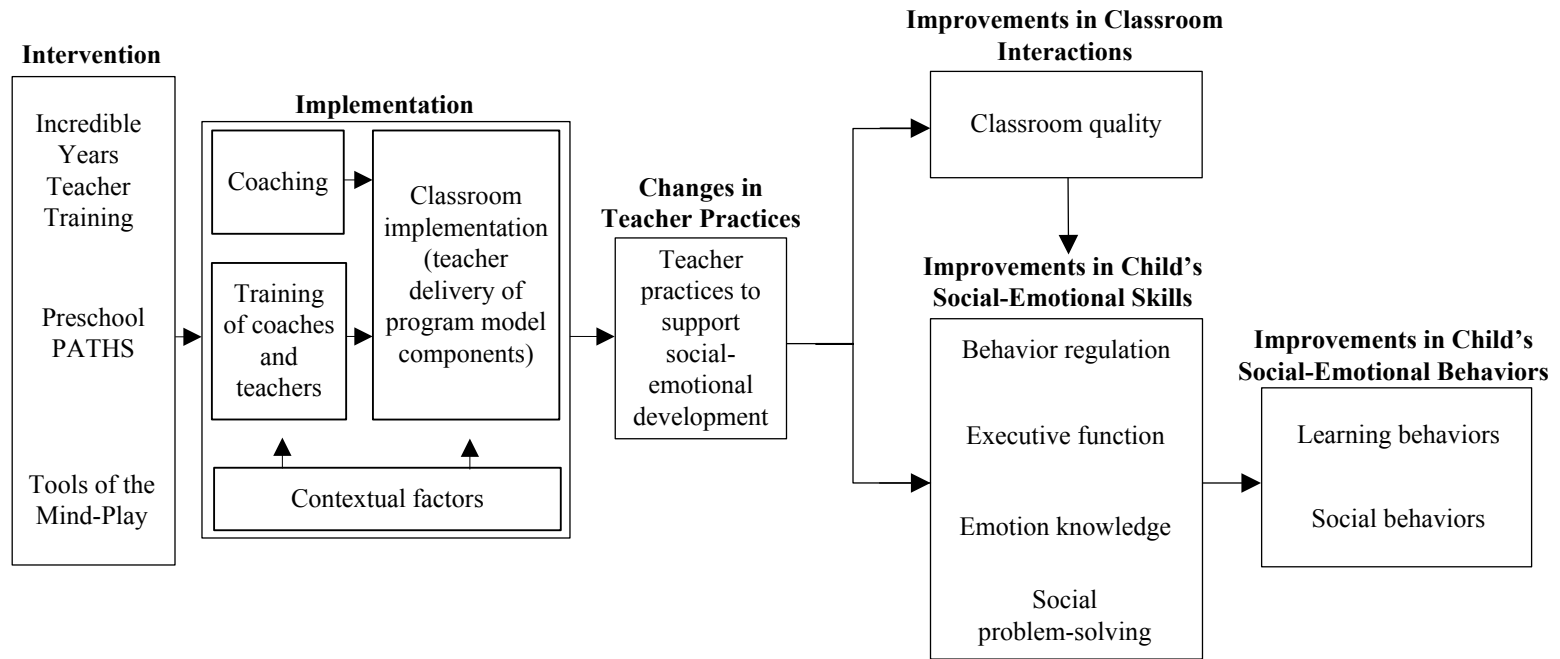 Intervention
Incredible
Years
Teacher
Training
Preschool
PATHS
Tools of the
Mind-Play
Implementation
Coaching
Training
of coaches
and
teachers
Classroom
implementation
(teacher
delivery of
program model
components)
Contextual factors
Changes in
Teacher Practices
Teacher
practices to
support
social-
emotional
development
Improvements in Classroom
Interactions
Classroom quality
Improvements in Child’s
Social-Emotional Skills
Behavior regulation
Executive function
Emotion knowledge
Social
problem-solving
Improvements in Child’s
Social-Emotional Behaviors
Learning behaviors
Social behaviors